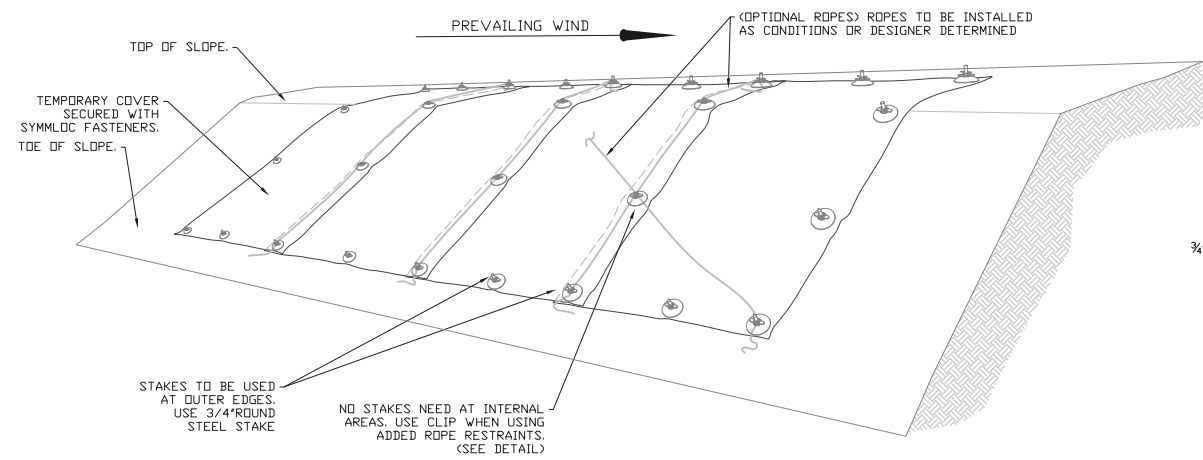 PREVAILING WIND
(OPTIONAL ROPES) ROPES TO BE INSTALLED
AS CONDITIONS OR DESIGNER DETERMINED
TOP OF SLOPE.
TEMPORARY COVER
SECURED WITH
SYMMLOC FASTENERS.
TOE OF SLOPE.
3/4
STAKES TO BE USED
AT OUTER EDGES.
USE 3/4"ROUND
STEEL STAKE
NO STAKES NEED AT INTERNAL
AREAS. USE CLIP WHEN USING
ADDED ROPE RESTRAINTS.
(SEE DETAIL)